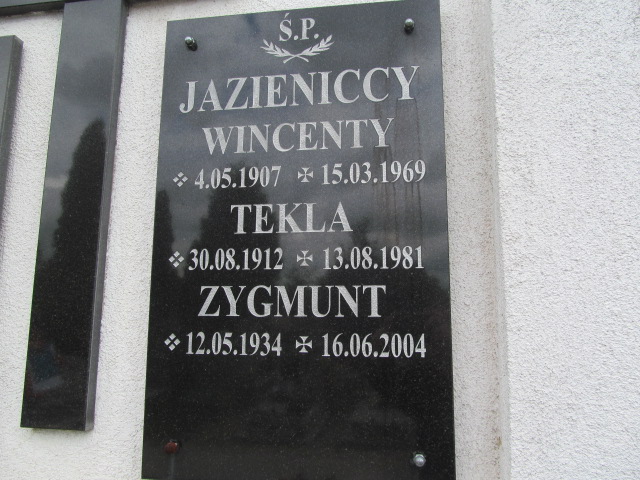 Ś.P.
JAZIENICCY
WINCENTY
❖ 4.05.1907 ✠ 15.03.1969
TEKLA
❖ 30.08.1912 ✠ 13.08.1981
ZYGMUNT
❖ 12.05.1934 ✠ 16.06.2004